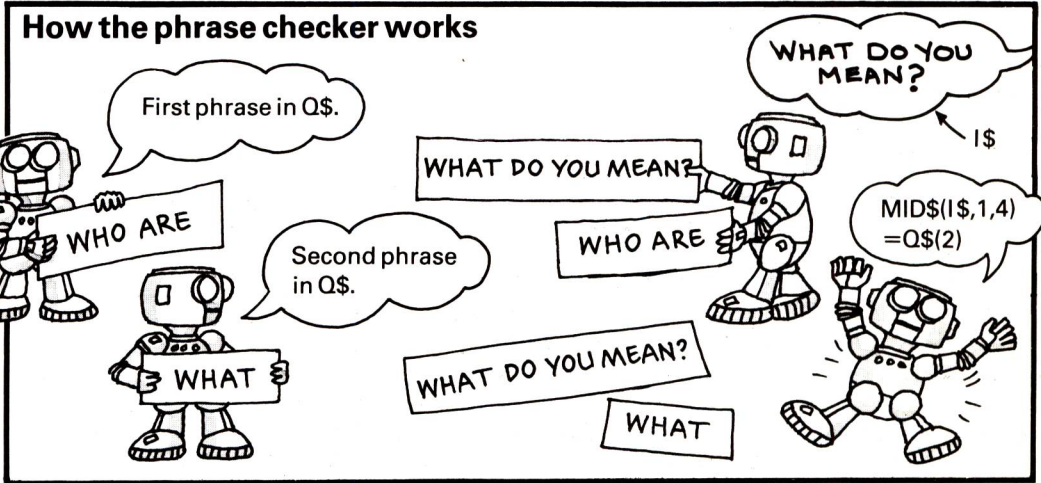 How the phrase checker works
First phrase in Q$.
WHO ARE
Second phrase
in Q$.
WHAT
WHAT DO YOU
MEAN?
I$
WHAT DO YOU MEAN?
WHO ARE
MID$(I$,1,4)
=Q$(2)
WHAT DO YOU MEAN?
WHAT